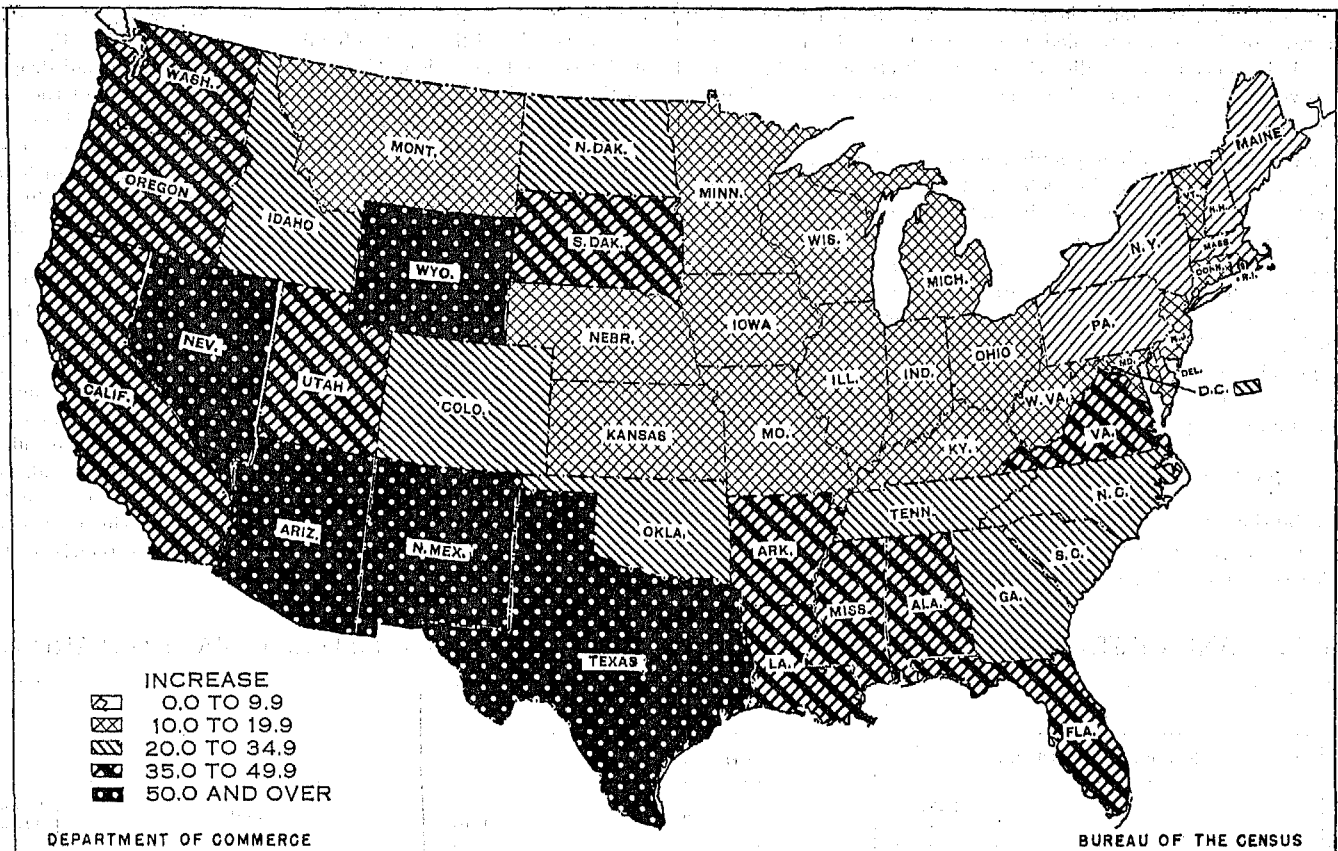 WASH.
MONT.
N. DAK.
MINN.
MAINE
OREGON
IDAHO
S. DAK.
WIS.
VT.
N.H.
WYO.
MICH.
N.Y.
MASS.
CONN.
R.I.
NEV.
NEBR.
IOWA
PA.
N.J.
UTAH
COLO.
ILL.
IND.
OHIO
MD.
DEL.
CALIF.
KANSAS
MO.
W. VA.
D.C.
KY.
VA.
ARIZ.
N. MEX.
OKLA.
ARK.
TENN.
N.C.
S.C.
MISS.
ALA.
GA.
TEXAS
LA.
FLA.
INCREASE
0.0 TO 9.9
10.0 TO 19.9
20.0 TO 34.9
35.0 TO 49.9
50.0 AND OVER
DEPARTMENT OF COMMERCE
BUREAU OF THE CENSUS